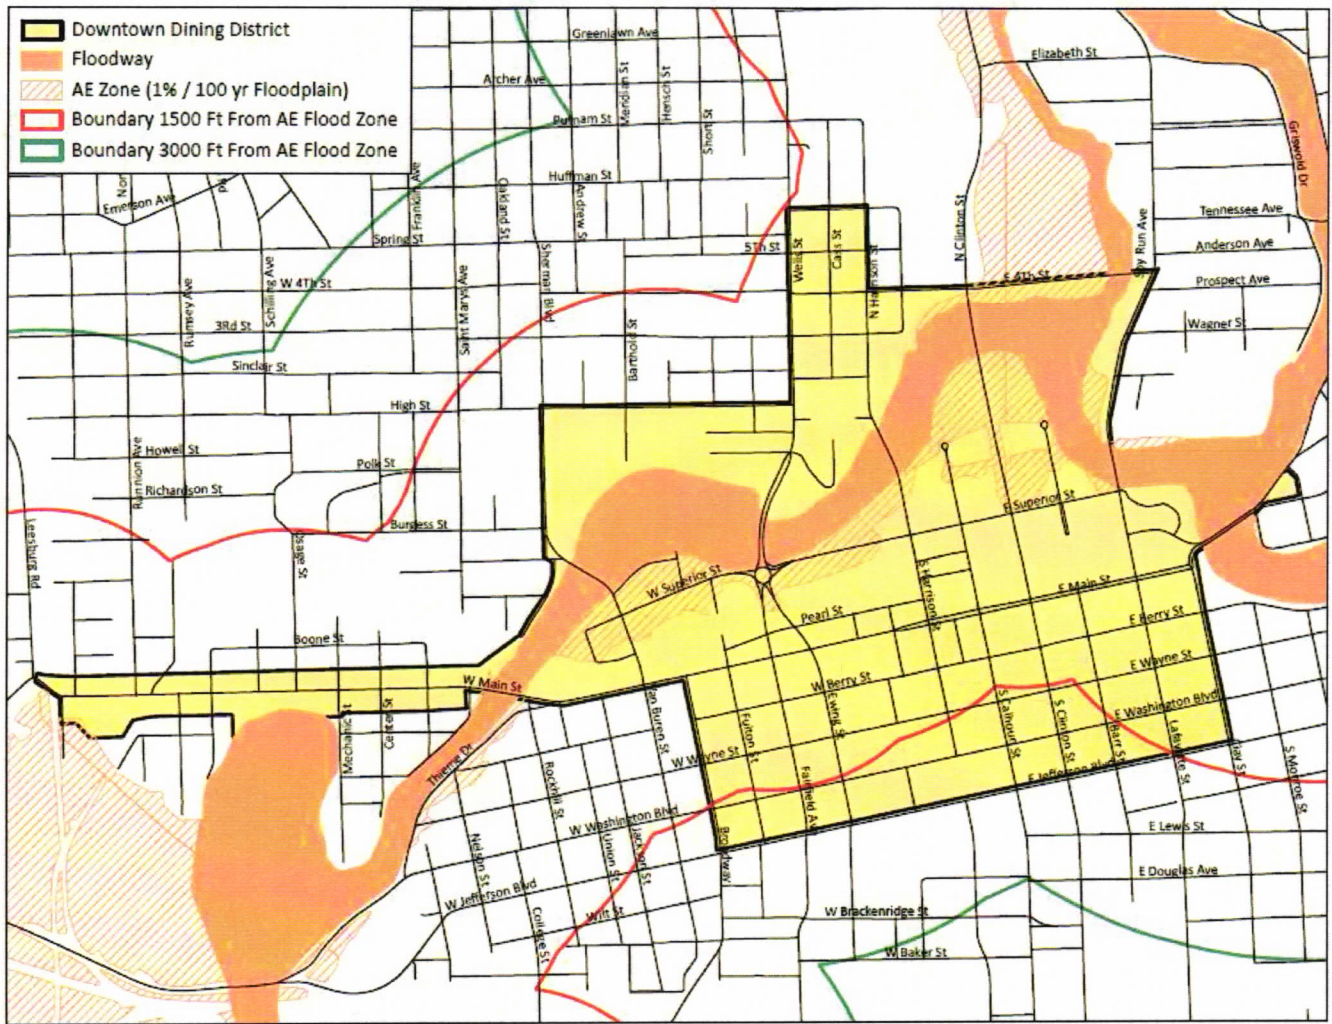 Downtown Dining District
Floodway
AE Zone (1% / 100 yr Floodplain)
Boundary 1500 Ft From AE Flood Zone
Boundary 3000 Ft From AE Flood Zone
Greenlawn Ave
Archer Ave
Meridian St
Hensch St
Short St
Putnam St
Elizabeth St
Griswold Dr
Huffman St
Emerson Ave
Franklin Ave
Oakland St
Andrew St
Tennessee Ave
Spring St
5Th St
Wells St
Cass St
N Harrison St
N Clinton St
Run Ave
Anderson Ave
Sherman Blvd
W 4Th St
E 4Th St
Prospect Ave
Rumsey Ave
Schilling Ave
Saint Marys Ave
3Rd St
Barthold St
Wagner St
Sinclair St
High St
Howell St
Runnion Ave
Polk St
Richardson St
Burgess St
E Superior St
Leesburg Rd
W Superior St
S Harrison St
E Main St
Pearl St
E Berry St
Boone St
W Main St
W Berry St
E Wayne St
Van Buren St
Ewing St
S Calhoun St
S Clinton St
Barr St
E Washington Blvd
Lafayette St
Mechanic St
Center St
Fulton St
W Wayne St
Thieme Dr
Rockhill St
Fairfield Ave
E Jefferson Blvd
S Monroe St
W Washington Blvd
Nelson St
Union St
Jackson St
Broadway
E Lewis St
E Douglas Ave
W Jefferson Blvd
College St
Wilt St
W Brackenridge St
W Baker St